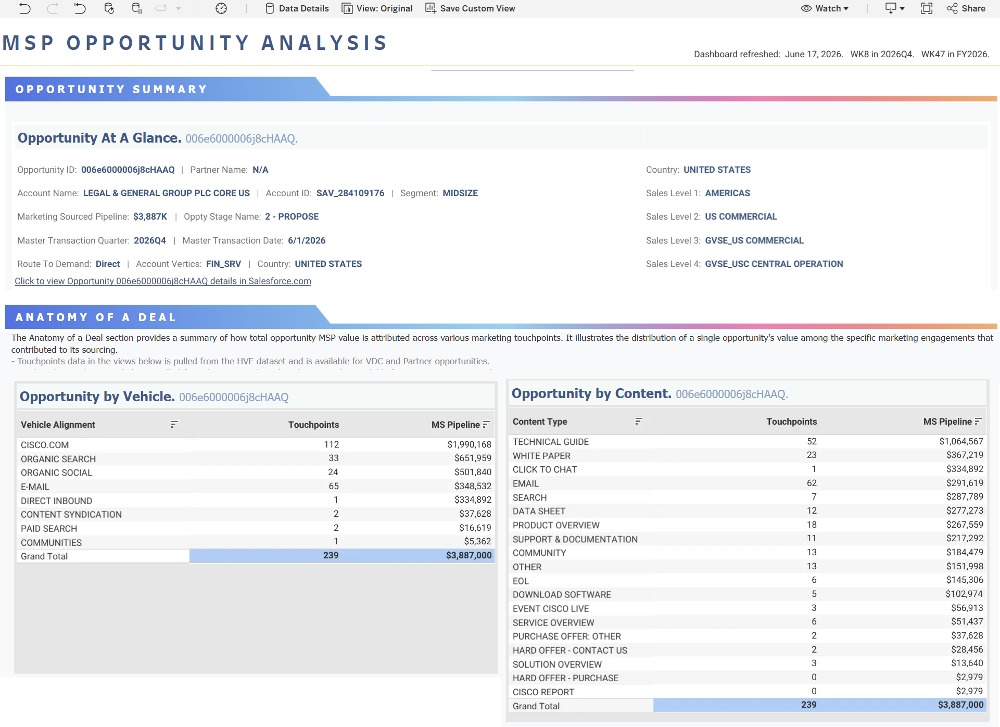 Data Details View: Original Save Custom View Watch Share
MSP OPPORTUNITY ANALYSIS
Dashboard refreshed: June 17, 2026. WK8 in 2026Q4. WK47 in FY2026.
OPPORTUNITY SUMMARY
Opportunity At A Glance. 006e6000006j8cHAAQ.
Opportunity ID: 006e6000006j8cHAAQ | Partner Name: N/A
Account Name: LEGAL & GENERAL GROUP PLC CORE US | Account ID: SAV_284109176 | Segment: MIDSIZE
Marketing Sourced Pipeline: $3,887K | Oppty Stage Name: 2 - PROPOSE
Master Transaction Quarter: 2026Q4 | Master Transaction Date: 6/1/2026
Route To Demand: Direct | Account Vertics: FIN_SRV | Country: UNITED STATES
Click to view Opportunity 006e6000006j8cHAAQ details in Salesforce.com
Country: UNITED STATES
Sales Level 1: AMERICAS
Sales Level 2: US COMMERCIAL
Sales Level 3: GVSE_US COMMERCIAL
Sales Level 4: GVSE_USC CENTRAL OPERATION
ANATOMY OF A DEAL
The Anatomy of a Deal section provides a summary of how total opportunity MSP value is attributed across various marketing touchpoints. It illustrates the distribution of a single opportunity's value among the specific marketing engagements that
contributed to its sourcing.
- Touchpoints data in the views below is pulled from the HVE dataset and is available for VDC and Partner opportunities.
Opportunity by Vehicle. 006e6000006j8cHAAQ
Vehicle Alignment Touchpoints MS Pipeline
CISCO.COM 112 $1,990,168
ORGANIC SEARCH 33 $651,959
ORGANIC SOCIAL 24 $501,840
E-MAIL 65 $348,532
DIRECT INBOUND 1 $334,892
CONTENT SYNDICATION 2 $37,628
PAID SEARCH 2 $16,619
COMMUNITIES 1 $5,362
Grand Total 239 $3,887,000
Opportunity by Content. 006e6000006j8cHAAQ.
Content Type Touchpoints MS Pipeline
TECHNICAL GUIDE 52 $1,064,567
WHITE PAPER 23 $367,219
CLICK TO CHAT 1 $334,892
EMAIL 62 $291,619
SEARCH 7 $287,789
DATA SHEET 12 $277,273
PRODUCT OVERVIEW 18 $267,559
SUPPORT & DOCUMENTATION 11 $217,292
COMMUNITY 13 $184,479
OTHER 13 $151,998
EOL 6 $145,306
DOWNLOAD SOFTWARE 5 $102,974
EVENT CISCO LIVE 3 $56,913
SERVICE OVERVIEW 6 $51,437
PURCHASE OFFER: OTHER 2 $37,628
HARD OFFER - CONTACT US 2 $28,456
SOLUTION OVERVIEW 3 $13,640
HARD OFFER - PURCHASE 0 $2,979
CISCO REPORT 0 $2,979
Grand Total 239 $3,887,000